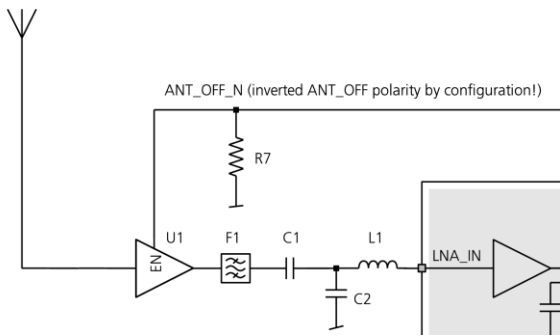 ANT_OFF_N (inverted ANT_OFF polarity by configuration!)
R7
U1
F1
C1
L1
EN
LNA_IN
C2